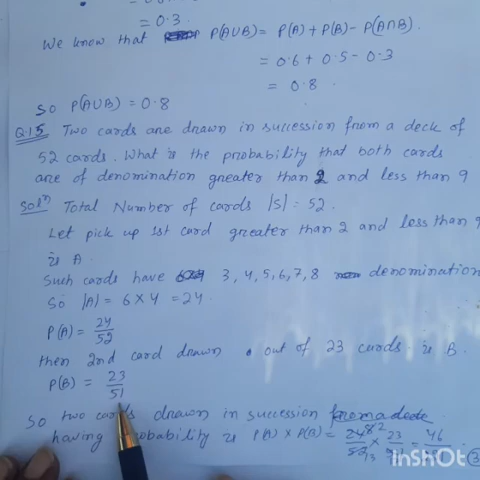 = 0.3
We know that P(A∪B) = P(A) + P(B) - P(A∩B)
= 0.6 + 0.5 - 0.3
= 0.8
So P(A∪B) = 0.8
Q.15 Two cards are drawn in succession from a deck of
52 cards. What is the probability that both cards
are of denomination greater than 2 and less than 9
Solⁿ Total Number of cards |S| = 52.
Let pick up 1st card greater than 2 and less than 9
is A.
Such cards have 3, 4, 5, 6, 7, 8 denomination
So |A| = 6 × 4 = 24.
P(A) = 24/52
then 2nd card drawn out of 23 cards is B.
P(B) = 23/51
So two cards drawn in succession from a deck
having probability is P(A) × P(B) = 24/52 × 23/ = 46/
InShOt